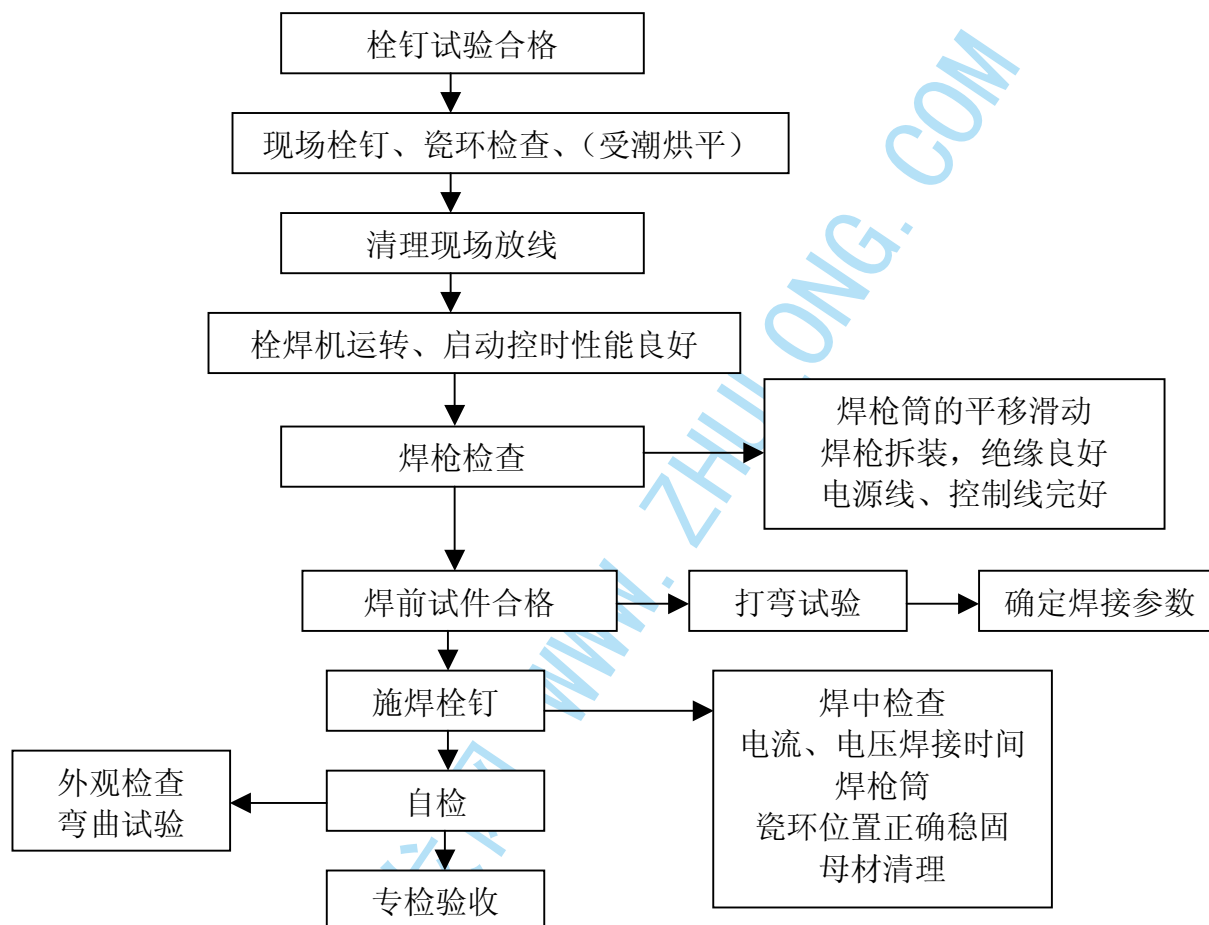 栓钉试验合格
现场栓钉、瓷环检查、（受潮烘平）
清理现场放线
栓焊机运转、启动控时性能良好
焊枪检查
焊枪筒的平移滑动
焊枪拆装，绝缘良好
电源线、控制线完好
焊前试件合格
打弯试验
确定焊接参数
施焊栓钉
焊中检查
电流、电压焊接时间
焊枪筒
瓷环位置正确稳固
母材清理
自检
外观检查
弯曲试验
专检验收
WWW.ZHULONG.COM